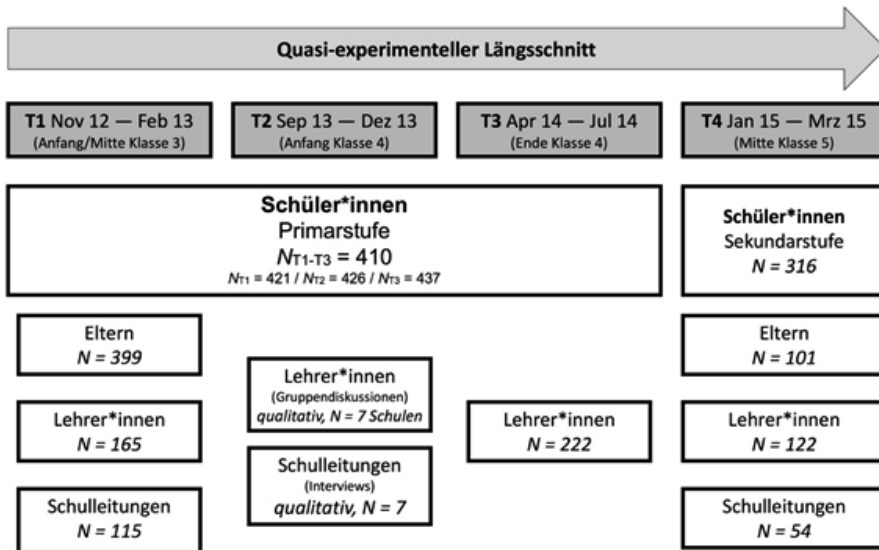 Quasi-experimenteller Längsschnitt
T1 Nov 12 — Feb 13
(Anfang/Mitte Klasse 3)
T2 Sep 13 — Dez 13
(Anfang Klasse 4)
T3 Apr 14 — Jul 14
(Ende Klasse 4)
T4 Jan 15 — Mrz 15
(Mitte Klasse 5)
Schüler*innen
Primarstufe
NT1-T3 = 410
NT1 = 421 / NT2 = 426 / NT3 = 437
Schüler*innen
Sekundarstufe
N = 316
Eltern
N = 399
Lehrer*innen
N = 165
Schulleitungen
N = 115
Lehrer*innen
(Gruppendiskussionen)
qualitativ, N = 7 Schulen
Schulleitungen
(Interviews)
qualitativ, N = 7
Lehrer*innen
N = 222
Eltern
N = 101
Lehrer*innen
N = 122
Schulleitungen
N = 54